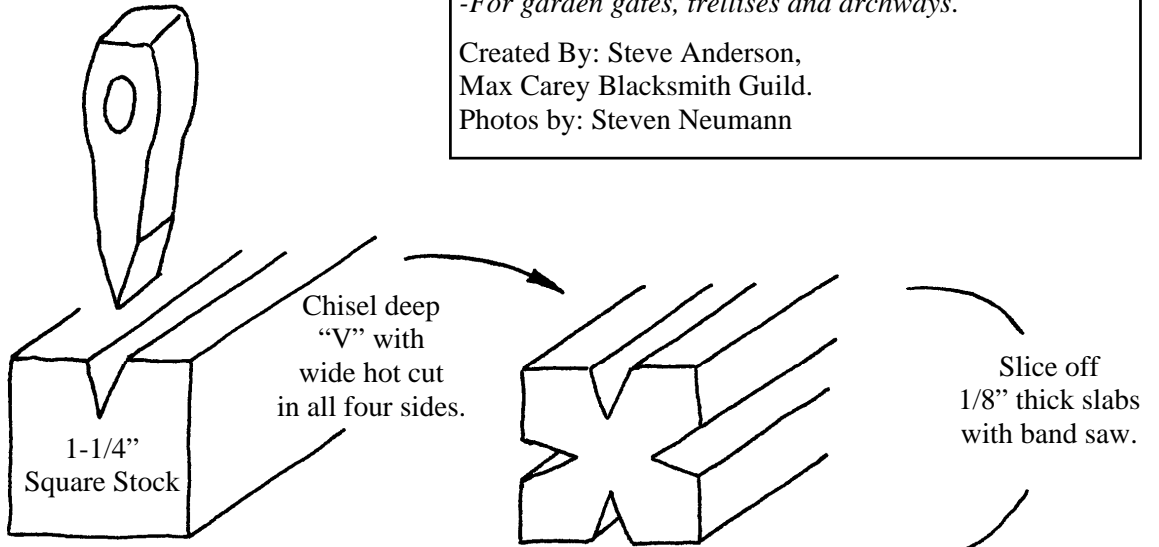 -For garden gates, trellises and archways.
Created By: Steve Anderson,
Max Carey Blacksmith Guild.
Photos by: Steven Neumann
Chisel deep
“V” with
wide hot cut
in all four sides.
1-1/4”
Square Stock
Slice off
1/8” thick slabs
with band saw.